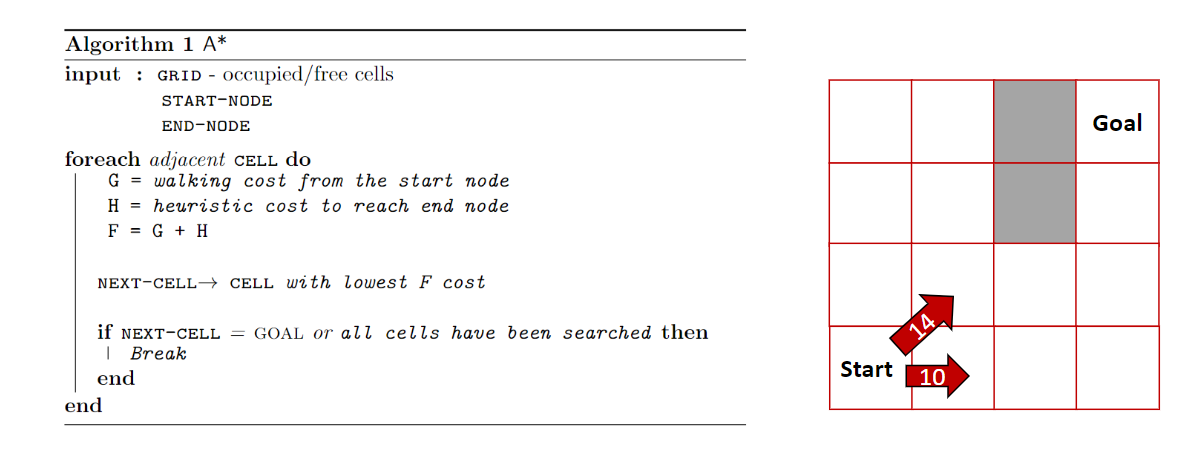 Algorithm 1 A*
input : GRID - occupied/free cells
START-NODE
END-NODE
foreach adjacent CELL do
G = walking cost from the start node
H = heuristic cost to reach end node
F = G + H
NEXT-CELL→ CELL with lowest F cost
if NEXT-CELL = GOAL or all cells have been searched then
Break
end
end
Goal
14
Start
10